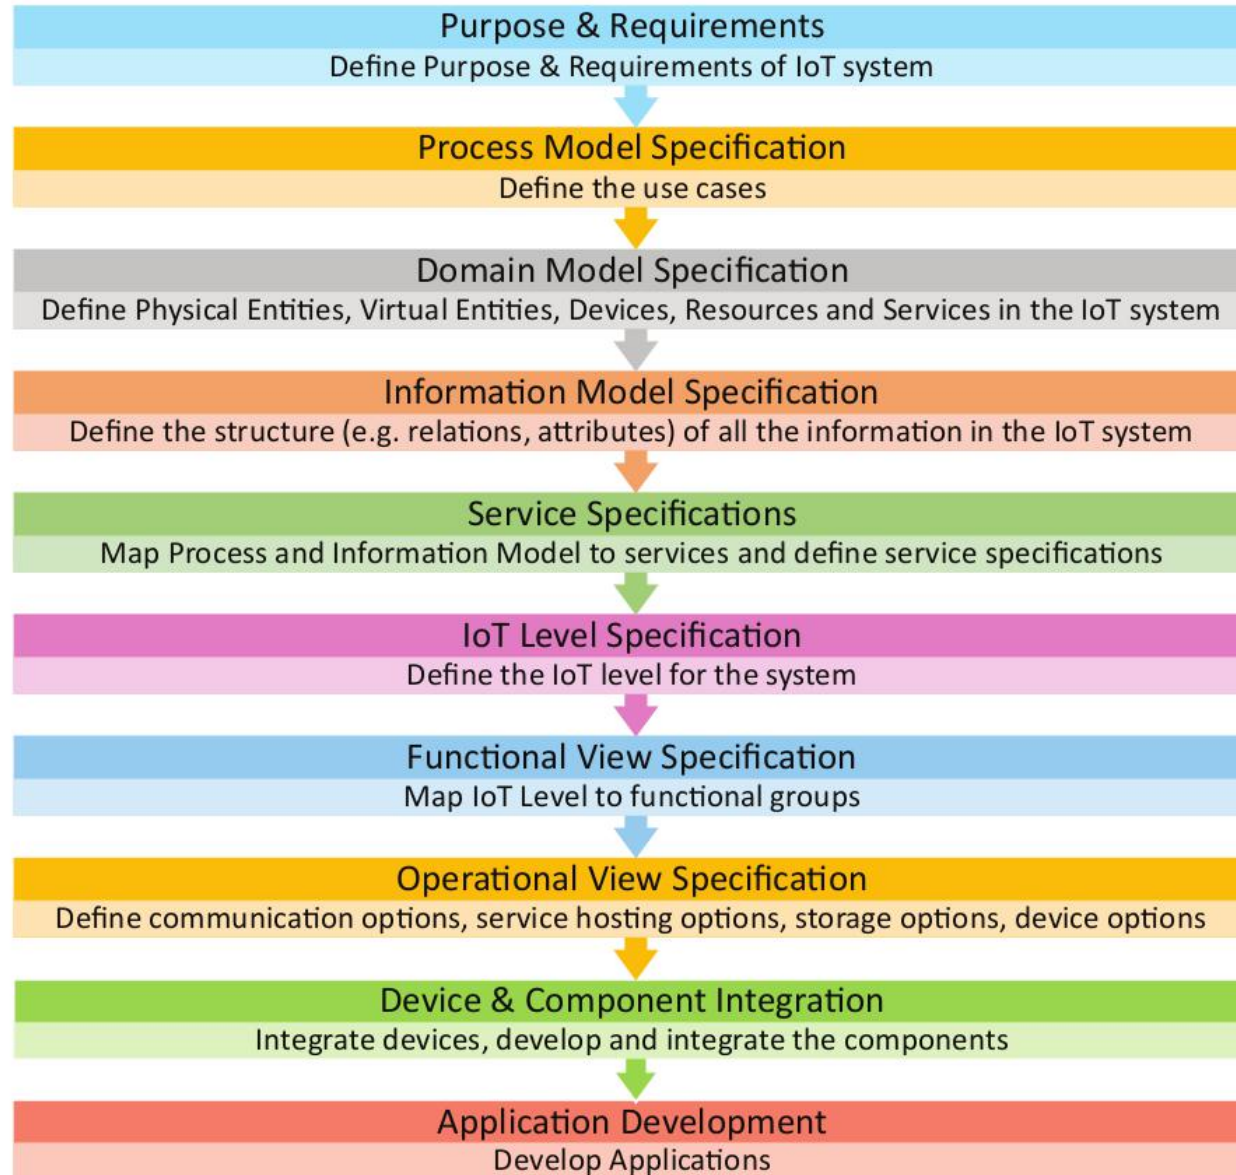 Purpose & Requirements
Define Purpose & Requirements of IoT system
Process Model Specification
Define the use cases
Domain Model Specification
Define Physical Entities, Virtual Entities, Devices, Resources and Services in the IoT system
Information Model Specification
Define the structure (e.g. relations, attributes) of all the information in the IoT system
Service Specifications
Map Process and Information Model to services and define service specifications
IoT Level Specification
Define the IoT level for the system
Functional View Specification
Map IoT Level to functional groups
Operational View Specification
Define communication options, service hosting options, storage options, device options
Device & Component Integration
Integrate devices, develop and integrate the components
Application Development
Develop Applications